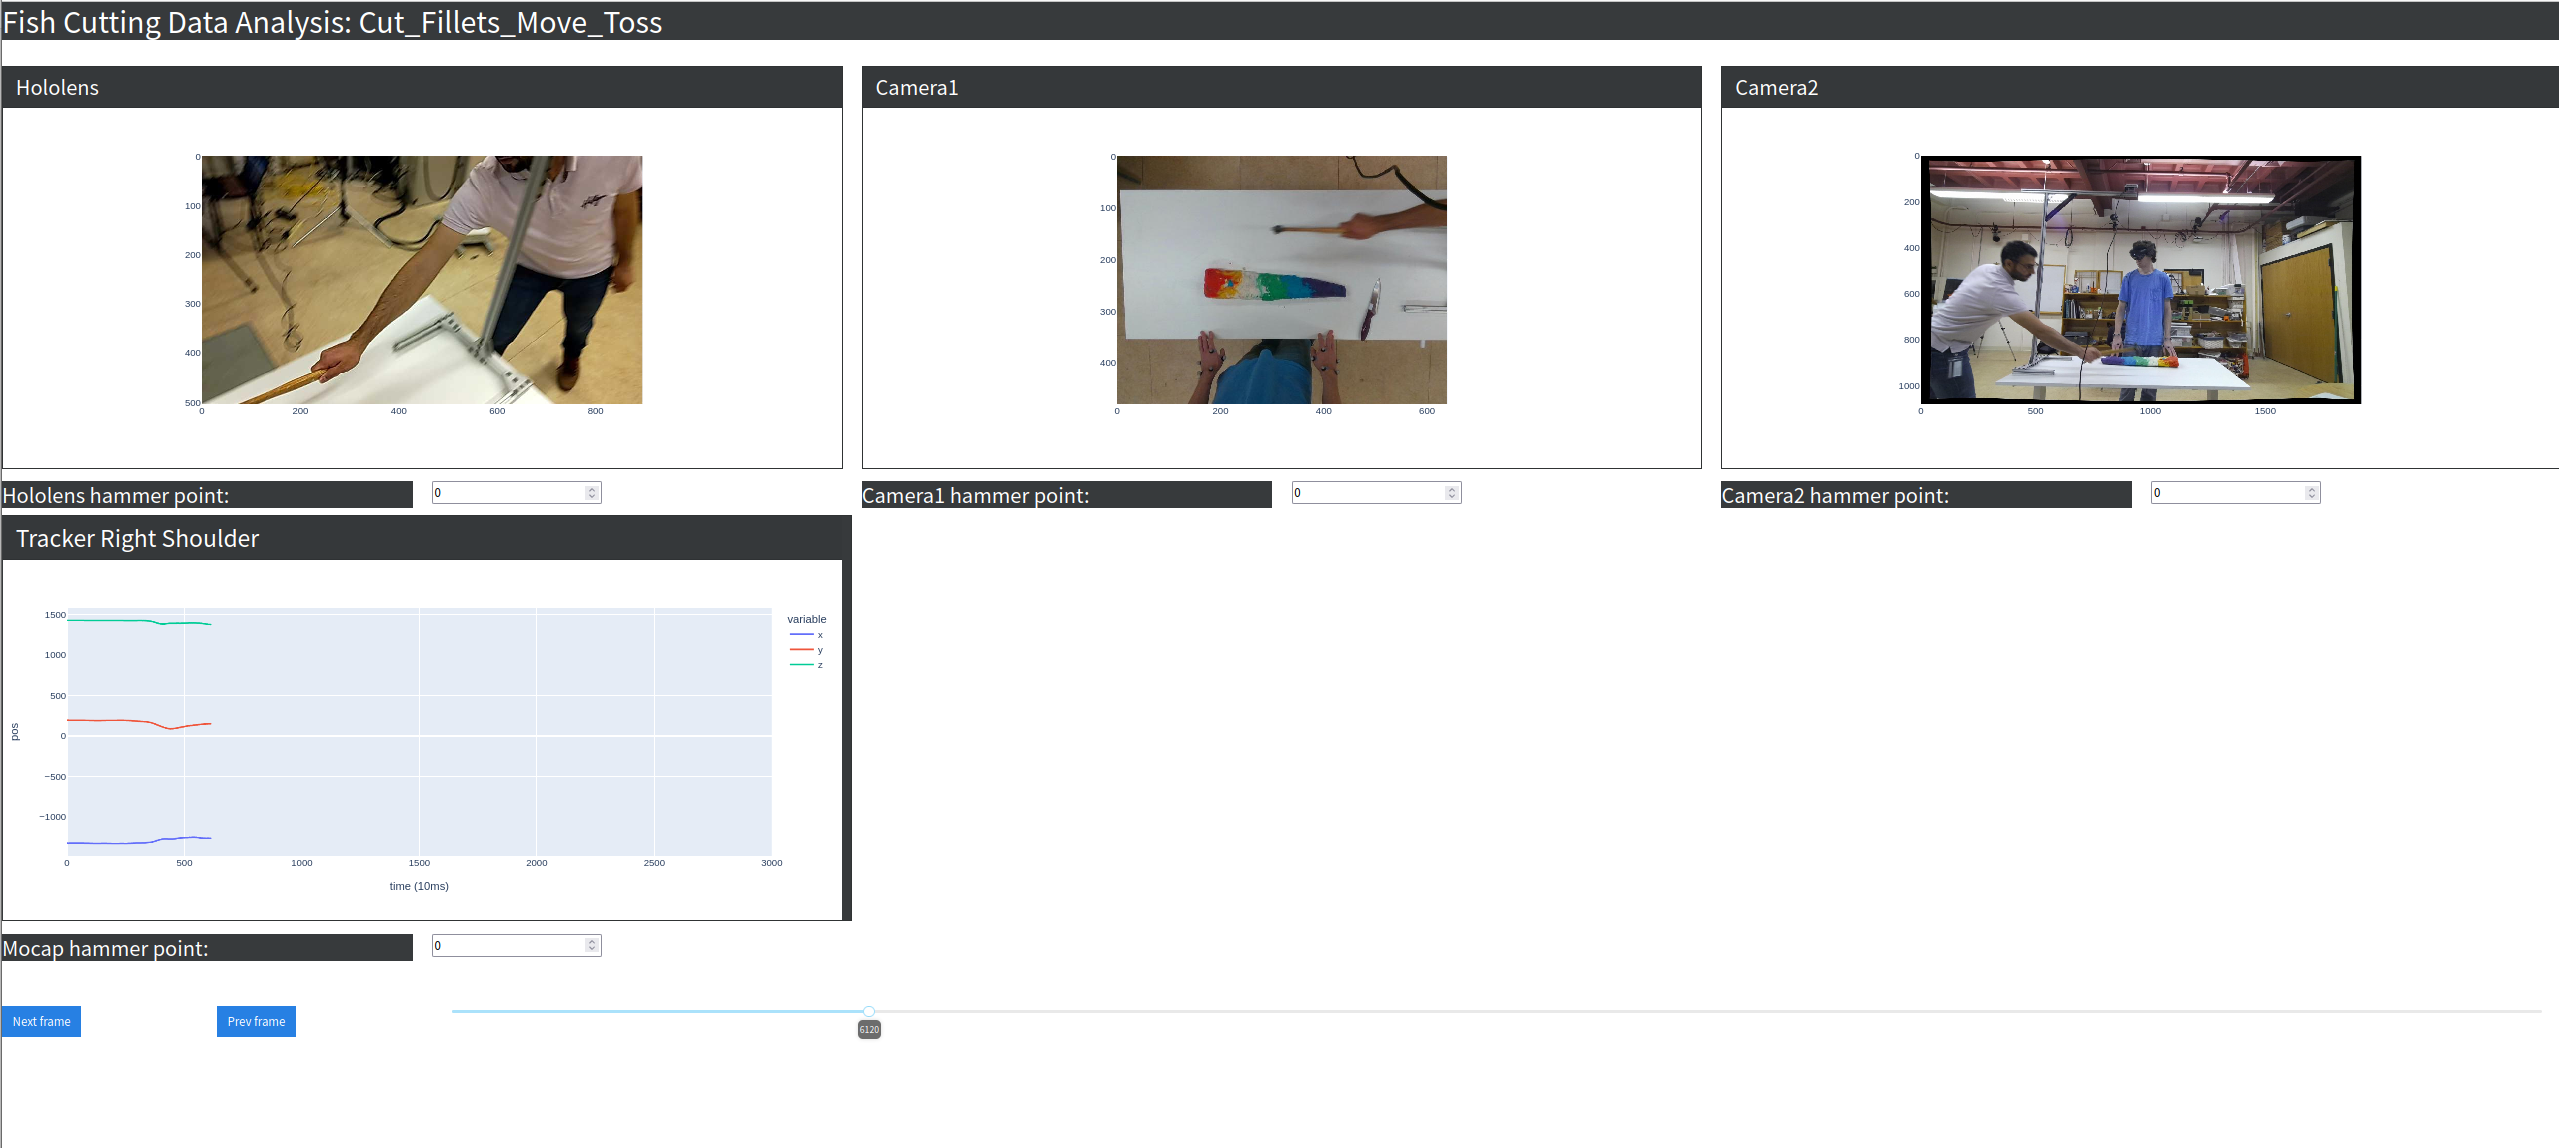 Fish Cutting Data Analysis: Cut_Fillets_Move_Toss
Hololens
0
100
200
300
400
500
0 200 400 600 800
Camera1
0
100
200
300
400
0 200 400 600
Camera2
0
200
400
600
800
1000
0 500 1000 1500
Hololens hammer point: 0
Camera1 hammer point: 0
Camera2 hammer point: 0
Tracker Right Shoulder
1500
1000
500
0
−500
−1000
pos
0 500 1000 1500 2000 2500 3000
time (10ms)
variable
x
y
z
Mocap hammer point: 0
Next frame Prev frame
6120